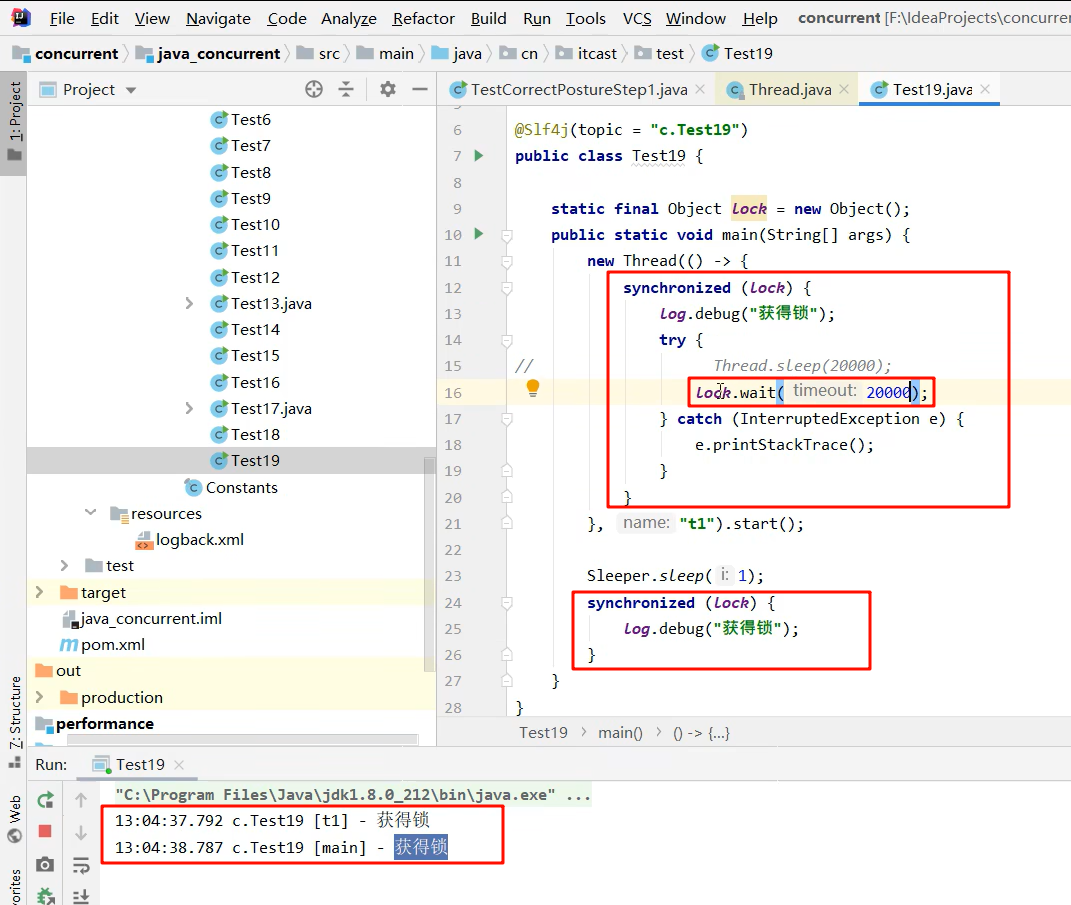 File Edit View Navigate Code Analyze Refactor Build Run Tools VCS Window Help concurrent [F:\IdeaProjects\concurre
concurrent java_concurrent src main java cn itcast test Test19
Project TestCorrectPostureStep1.java Thread.java Test19.java
1: Project
Test6
Test7
Test8
Test9
Test10
Test11
Test12
Test13.java
Test14
Test15
Test16
Test17.java
Test18
Test19
Constants
resources
logback.xml
test
target
java_concurrent.iml
pom.xml
out
production
performance
6 @Slf4j(topic = "c.Test19")
7 public class Test19 {
8
9 static final Object lock = new Object();
10 public static void main(String[] args) {
11 new Thread(() -> {
12 synchronized (lock) {
13 log.debug("获得锁");
14 try {
15 // Thread.sleep(20000);
16 lock.wait( timeout: 20000);
17 } catch (InterruptedException e) {
18 e.printStackTrace();
19 }
20 }
21 }, name: "t1").start();
22
23 Sleeper.sleep( i: 1);
24 synchronized (lock) {
25 log.debug("获得锁");
26 }
27 }
28 }
Test19 main() () -> {...}
7: Structure
Web
Run: Test19
"C:\Program Files\Java\jdk1.8.0_212\bin\java.exe" ...
13:04:37.792 c.Test19 [t1] - 获得锁
13:04:38.787 c.Test19 [main] - 获得锁
orites